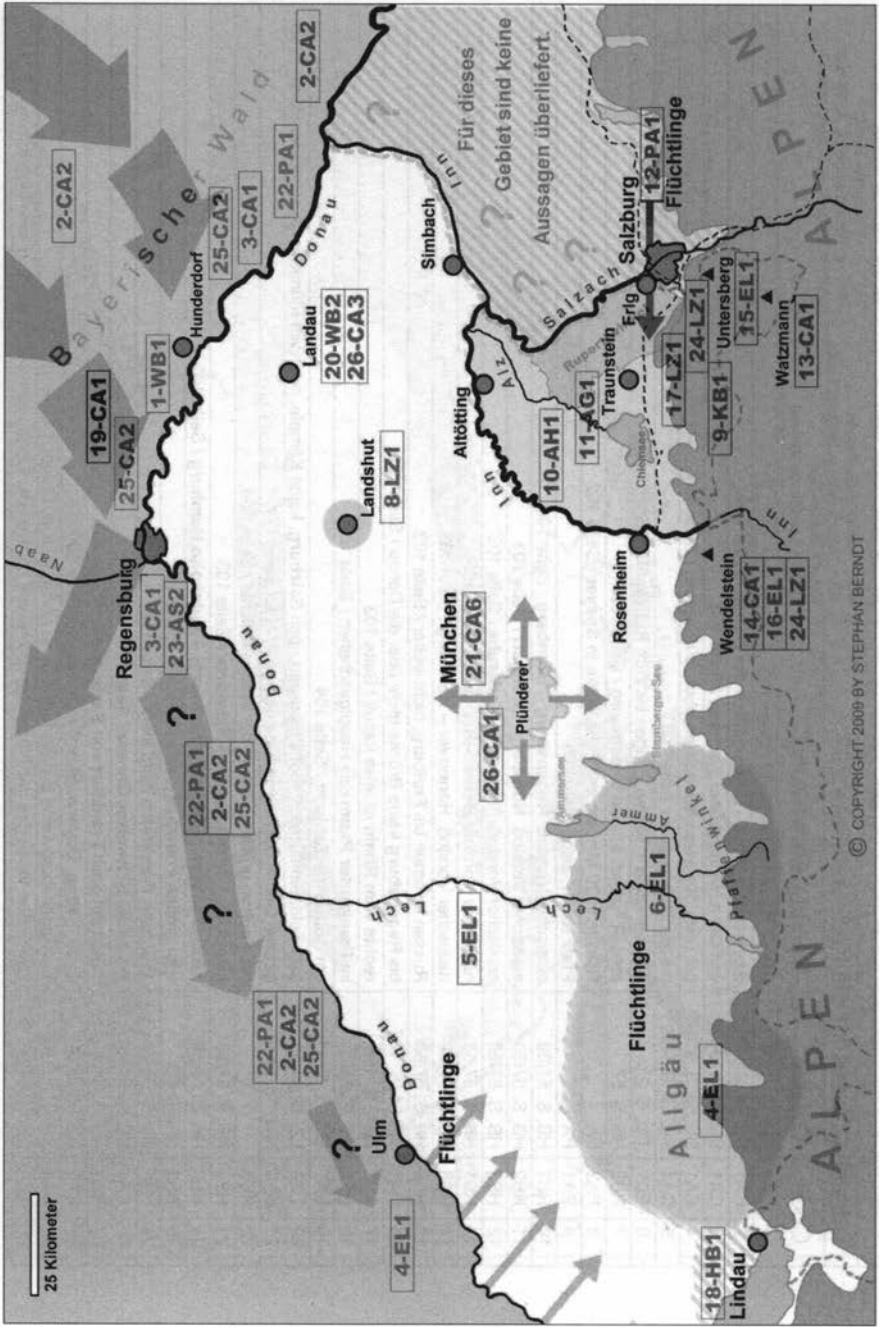 25 Kilometer
2-CA2
Naab
19-CA1
Bayerischer Wald
25-CA2
1-WB1
Hunderdorf
25-CA2
3-CA1
22-PA1
2-CA2
Regensburg
3-CA1
23-AS2
?
22-PA1
2-CA2
25-CA2
?
22-PA1
2-CA2
25-CA2
?
Donau
Donau
Donau
Landau
20-WB2
26-CA3
Landshut
8-LZ1
Ulm
Flüchtlinge
4-EL1
Simbach
Inn
?
Für dieses
? Gebiet sind keine
Aussagen überliefert.
?
?
Altötting
Inn
Alz
Salzach
München
21-CA6
26-CA1
Plünderer
Lech
5-EL1
Lech
Ammersee
Starnberger See
Ammer
10-AH1
11-AG1
Chiemsee
Traunstein
Frlg
Salzburg
12-PA1
Flüchtlinge
Rosenheim
17-LZ1
24-LZ1
9-KB1
Untersberg
15-EL1
Watzmann
13-CA1
Wendelstein
14-CA1
16-EL1
24-LZ1
Inn
Flüchtlinge
6-EL1
Pfaffenwinkel
Allgäu
4-EL1
18-HB1
Lindau
ALPEN
ALPEN
© COPYRIGHT 2009 BY STEPHAN BERNDT